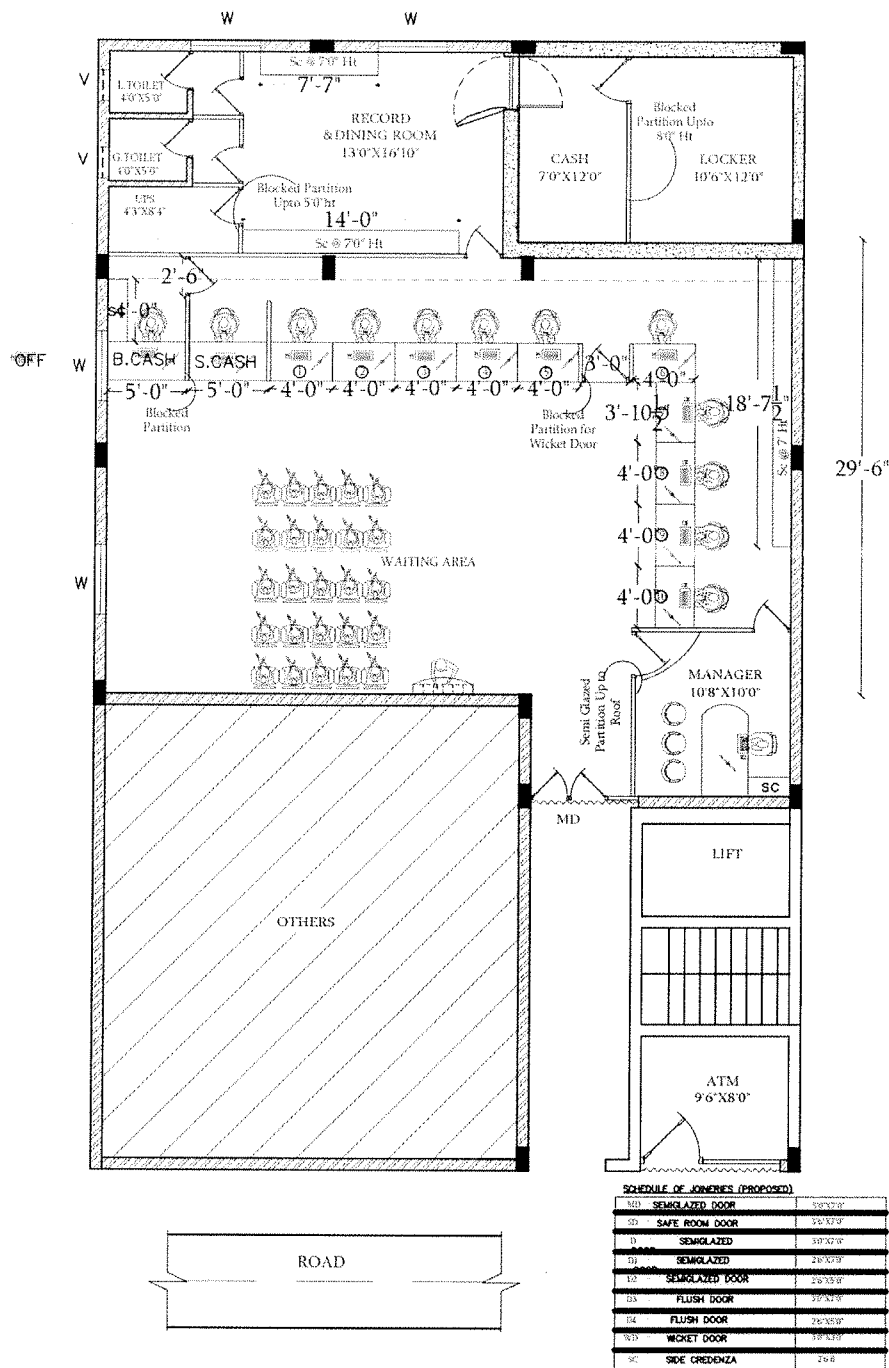 W
W
Sc @ 7'0" Ht
7'-7"
V
L.TOILET
4'0"X5'0"
RECORD
&DINING ROOM
13'0"X16'10"
Blocked
Partition Upto
8'0" Ht
CASH
7'0"X12'0"
LOCKER
10'6"X12'0"
V
G.TOILET
4'0"X5'0"
UPS
4'3"X8'4"
Blocked Partition
Upto 5'0"ht
14'-0"
Sc @ 7'0" Ht
2'-6"
4'-0"
OFF
W
B.CASH
S.CASH
1
2
3
4
5
3'-0"
6
5'-0"
5'-0"
4'-0"
4'-0"
4'-0"
4'-0"
4'-0"
4'-0"
Blocked
Partition
Blocked
Partition for
Wicket Door
3'-10 1/2"
18'-7 1/2"
Sc @ 7' Ht
29'-6"
4'-0"
4'-0"
4'-0"
W
WAITING AREA
Semi Glazed
Partition Up to
Roof
MANAGER
10'8"X10'0"
SC
MD
LIFT
OTHERS
ATM
9'6"X8'0"
ROAD
SCHEDULE OF JOINERIES (PROPOSED)
MD SEMIGLAZED DOOR
SD SAFE ROOM DOOR
D SEMIGLAZED
D1 SEMIGLAZED
D2 SEMIGLAZED DOOR
D3 FLUSH DOOR
D4 FLUSH DOOR
WD WICKET DOOR
SC SIDE CREDENZA